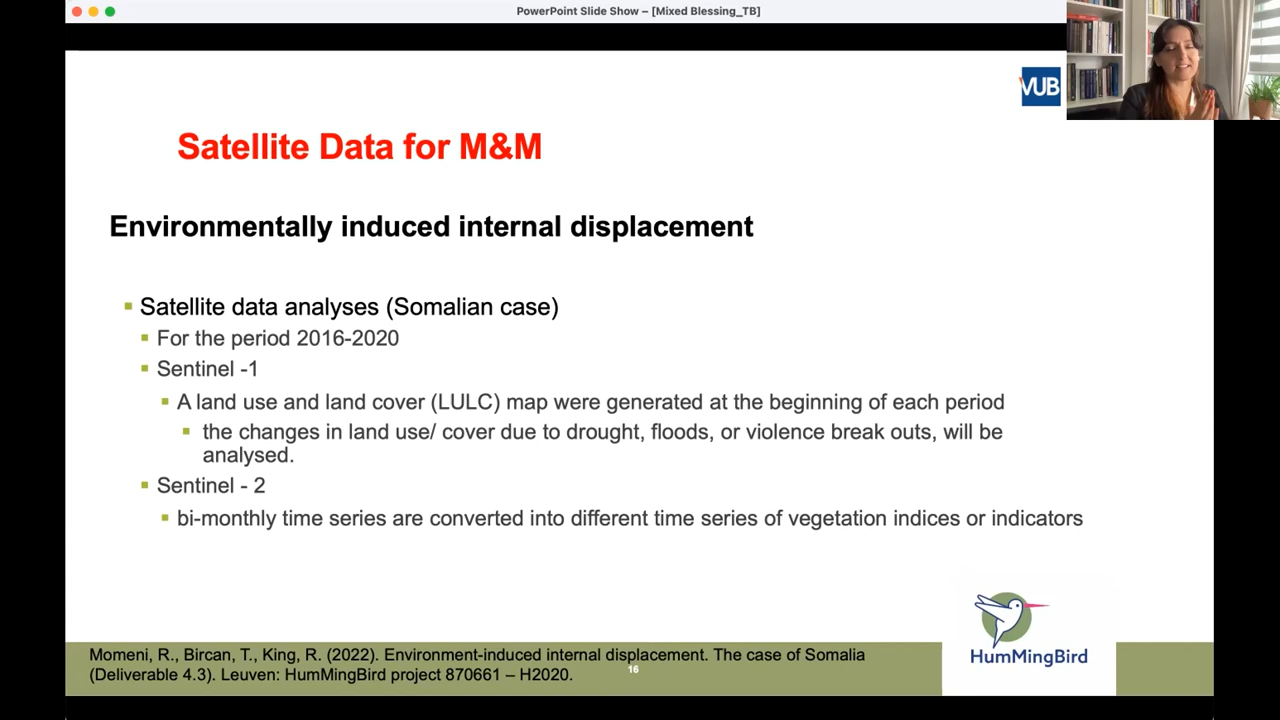 PowerPoint Slide Show – [Mixed Blessing_TB]
VUB
Satellite Data for M&M
Environmentally induced internal displacement
Satellite data analyses (Somalian case)
For the period 2016-2020
Sentinel -1
A land use and land cover (LULC) map were generated at the beginning of each period
the changes in land use/ cover due to drought, floods, or violence break outs, will be
analysed.
Sentinel - 2
bi-monthly time series are converted into different time series of vegetation indices or indicators
HumMingBird
Momeni, R., Bircan, T., King, R. (2022). Environment-induced internal displacement. The case of Somalia
(Deliverable 4.3). Leuven: HumMingBird project 870661 – H2020.
16